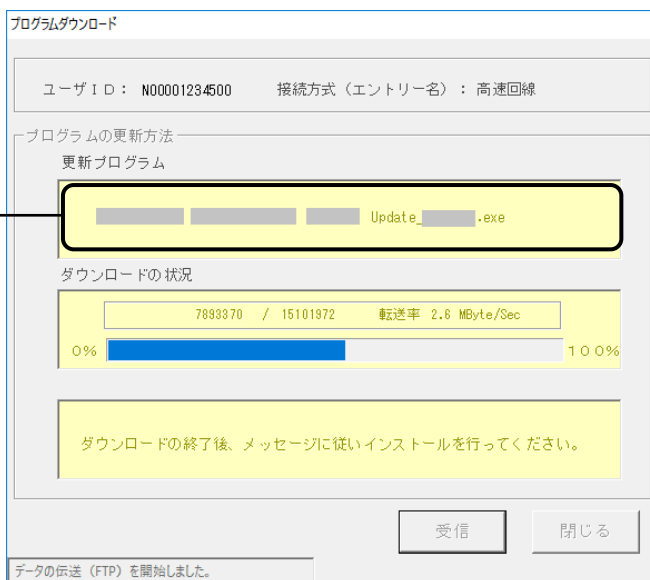 プログラムダウンロード
ユーザID： N00001234500 接続方式（エントリー名）：高速回線
プログラムの更新方法
更新プログラム
Update_ .exe
ダウンロードの状況
7893370 / 15101972 転送率 2.6 MByte/Sec
0% 100%
ダウンロードの終了後、メッセージに従いインストールを行ってください。
受信 閉じる
データの伝送（FTP）を開始しました。